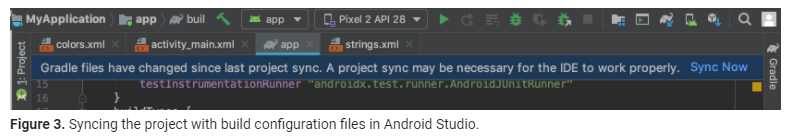 MyApplication app buil app Pixel 2 API 28
colors.xml activity_main.xml app strings.xml
Gradle files have changed since last project sync. A project sync may be necessary for the IDE to work properly. Sync Now
15 testInstrumentationRunner "androidx.test.runner.AndroidJUnitRunner"
16 }
1: Project
Gradle
Figure 3. Syncing the project with build configuration files in Android Studio.